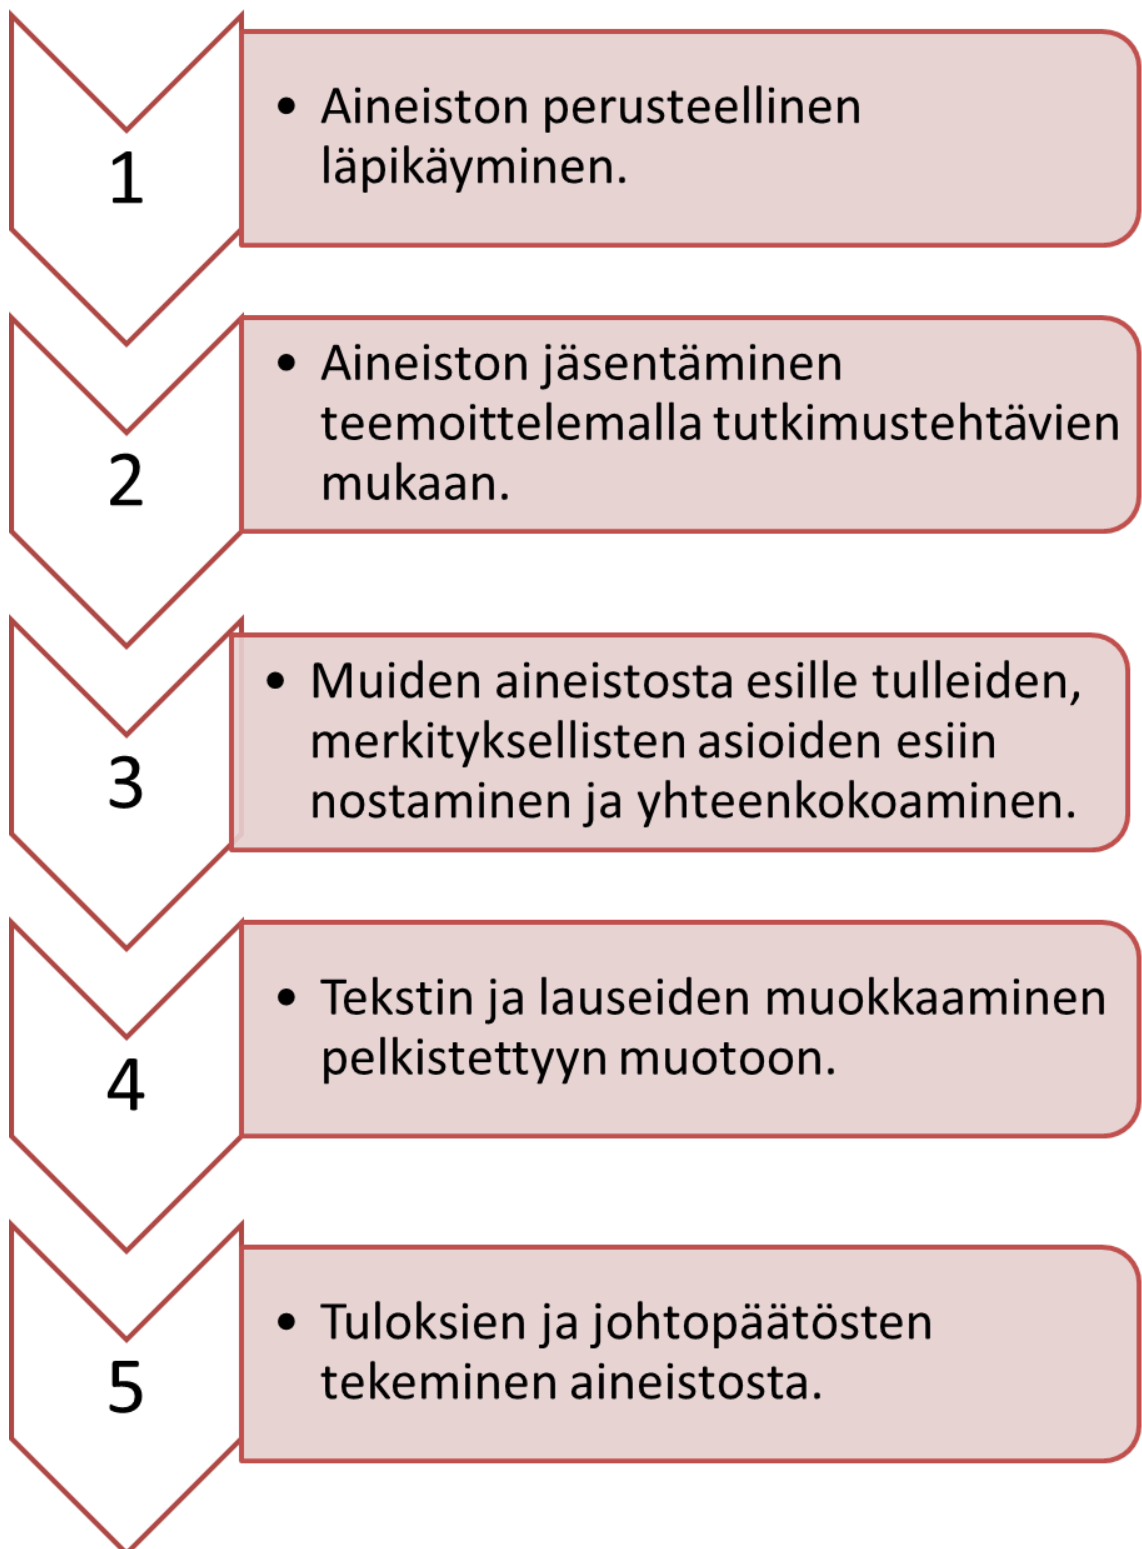 1
• Aineiston perusteellinen
läpikäyminen.
2
• Aineiston jäsentäminen
teemoittelemalla tutkimustehtävien
mukaan.
3
• Muiden aineistosta esille tulleiden,
merkityksellisten asioiden esiin
nostaminen ja yhteenkokoaminen.
4
• Tekstin ja lauseiden muokkaaminen
pelkistettyyn muotoon.
5
• Tuloksien ja johtopäätösten
tekeminen aineistosta.